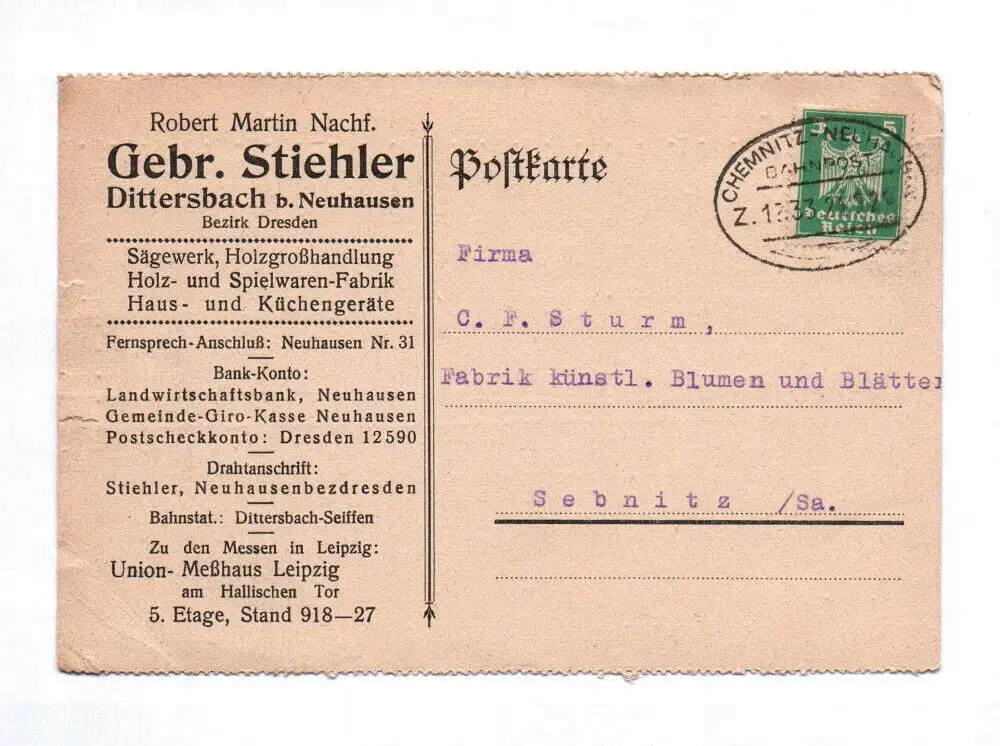 Robert Martin Nachf.
Gebr. Stiehler
Dittersbach b. Neuhausen
Bezirk Dresden
Sägewerk, Holzgroßhandlung
Holz- und Spielwaren-Fabrik
Haus- und Küchengeräte
Fernsprech-Anschluß: Neuhausen Nr. 31
Bank-Konto:
Landwirtschaftsbank, Neuhausen
Gemeinde-Giro-Kasse Neuhausen
Postscheckkonto: Dresden 12590
Drahtanschrift:
Stiehler, Neuhausenbezdresden
Bahnstat.: Dittersbach-Seiffen
Zu den Messen in Leipzig:
Union- Meßhaus Leipzig
am Hallischen Tor
5. Etage, Stand 918—27
Postkarte
5 5
Deutsches
Reich
CHEMNITZ-
BAHNPOST
Firma
C. F. Sturm,
Fabrik künstl. Blumen und Blätter
Sebnitz /Sa.